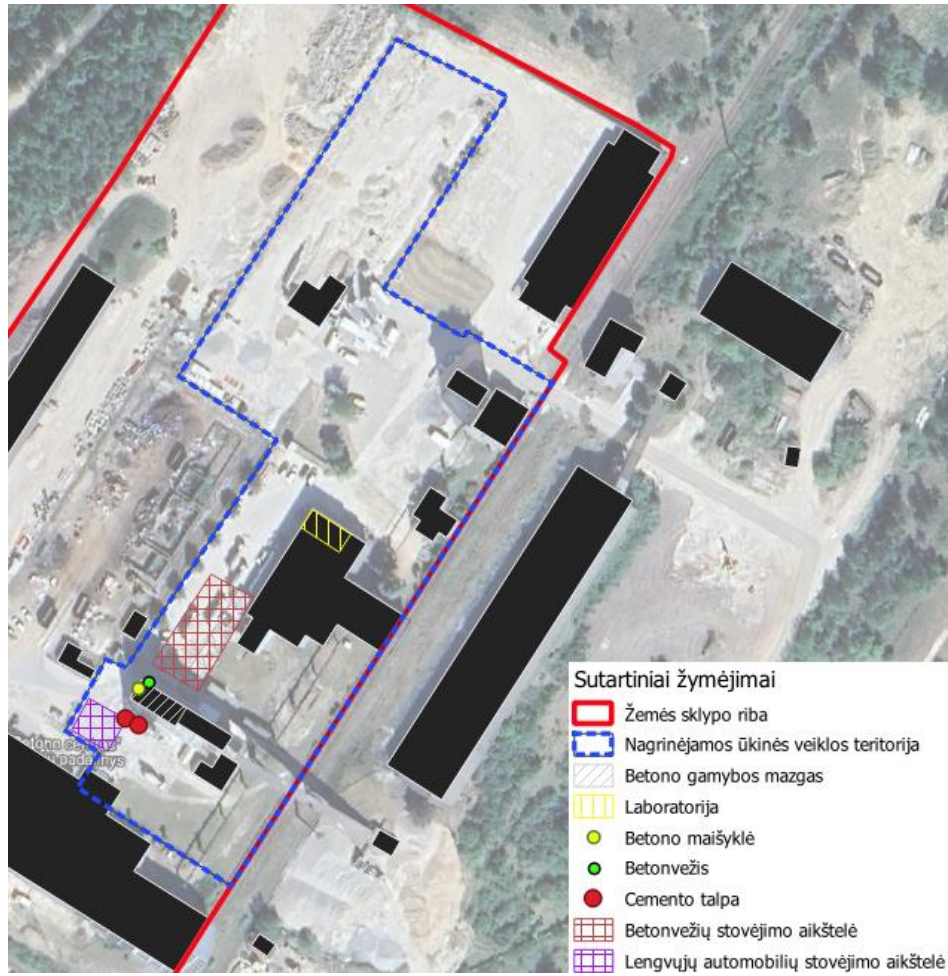 Sutartiniai žymėjimai
Žemės sklypo riba
Nagrinėjamos ūkinės veiklos teritorija
Betono gamybos mazgas
Laboratorija
Betono maišyklė
Betonvežis
Cemento talpa
Betonvežių stovėjimo aikštelė
Lengvųjų automobilių stovėjimo aikštelė